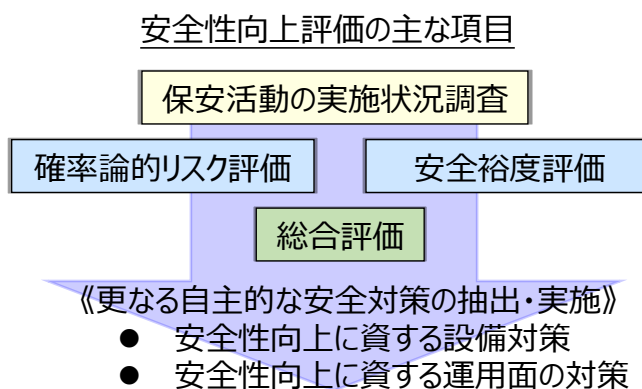 安全性向上評価の主な項目
保安活動の実施状況調査
確率論的リスク評価
安全裕度評価
総合評価
《更なる自主的な安全対策の抽出・実施》
● 安全性向上に資する設備対策
● 安全性向上に資する運用面の対策